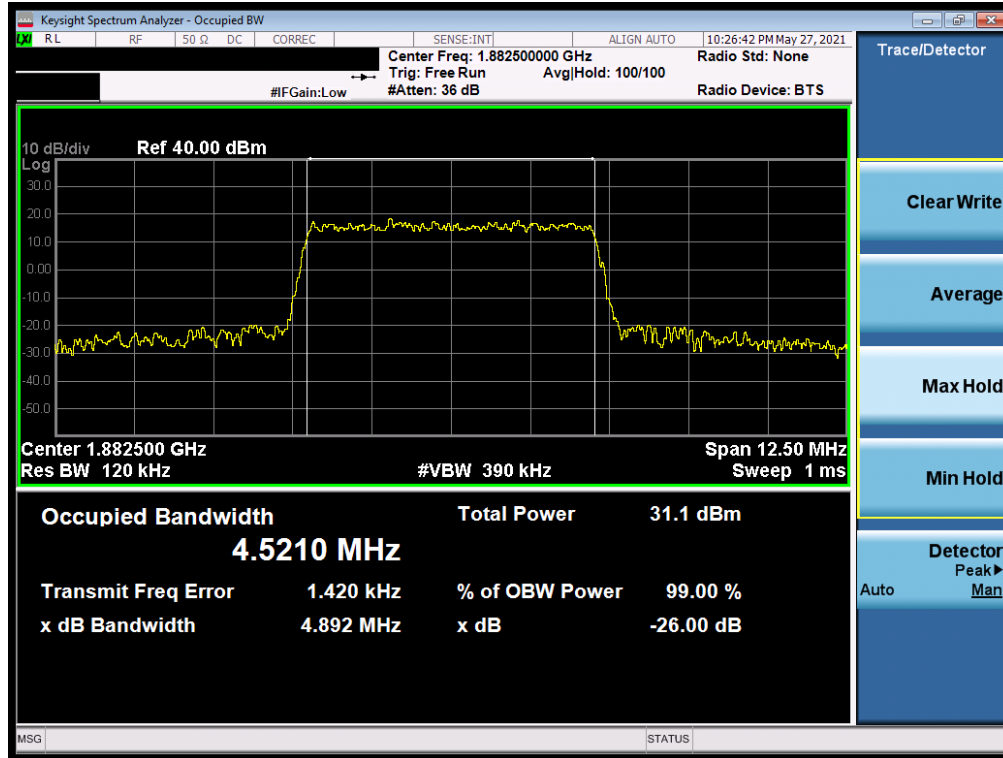 Keysight Spectrum Analyzer - Occupied BW
LXI RL RF 50 Ω DC CORREC SENSE:INT ALIGN AUTO 10:26:42 PM May 27, 2021
Center Freq: 1.882500000 GHz Radio Std: None
Trig: Free Run Avg|Hold: 100/100
#IFGain:Low #Atten: 36 dB Radio Device: BTS
Trace/Detector
10 dB/div Ref 40.00 dBm
Log
30.0
20.0
10.0
0.00
-10.0
-20.0
-30.0
-40.0
-50.0
Center 1.882500 GHz Span 12.50 MHz
Res BW 120 kHz #VBW 390 kHz Sweep 1 ms
Occupied Bandwidth Total Power 31.1 dBm
4.5210 MHz
Transmit Freq Error 1.420 kHz % of OBW Power 99.00 %
x dB Bandwidth 4.892 MHz x dB -26.00 dB
Clear Write
Average
Max Hold
Min Hold
Detector
Peak▶
Auto Man
MSG STATUS